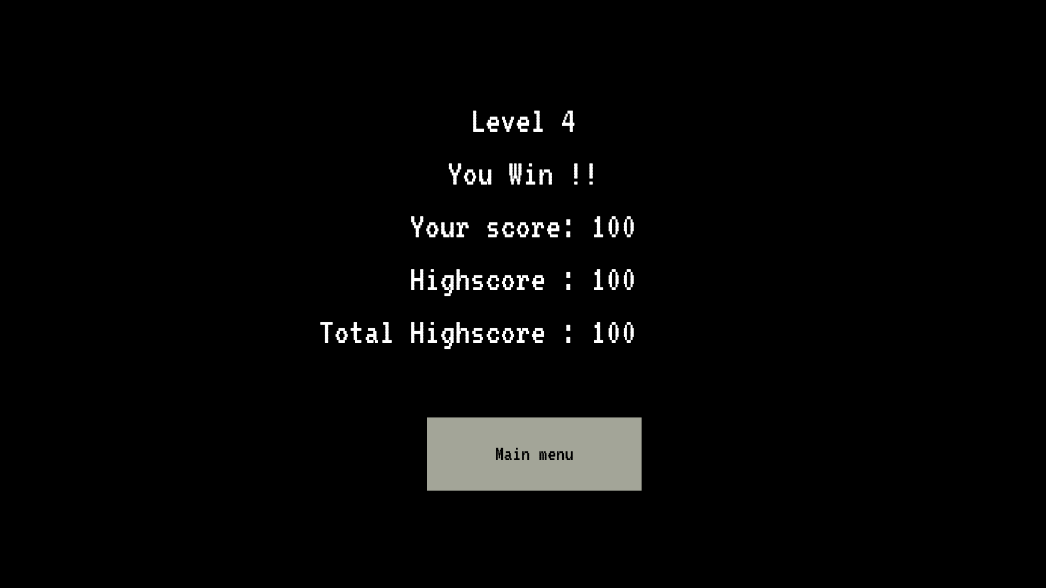 Level 4
You Win !!
Your score: 100
Highscore : 100
Total Highscore : 100
Main menu